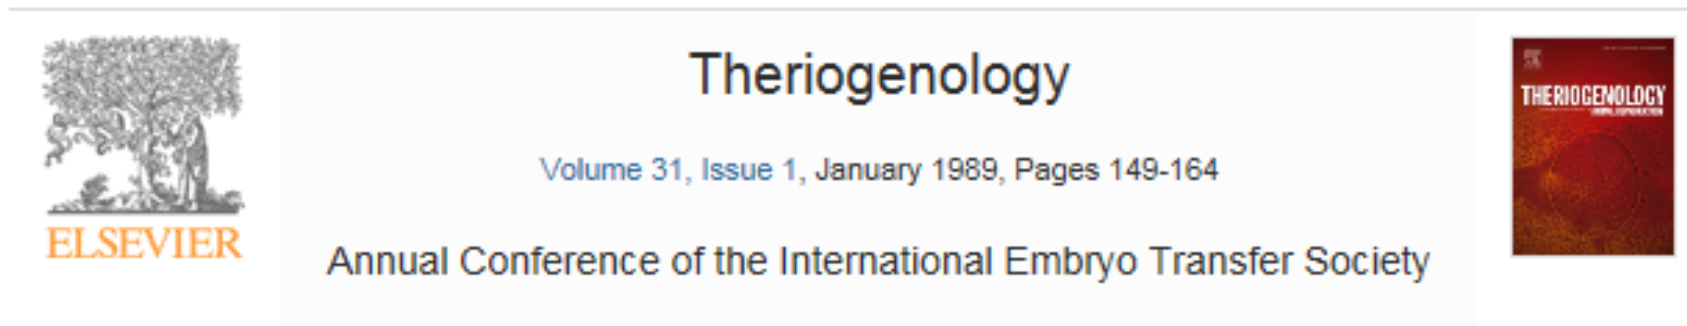 Theriogenology
Volume 31, Issue 1, January 1989, Pages 149-164
Annual Conference of the International Embryo Transfer Society
ELSEVIER
THERIOGENOLOGY